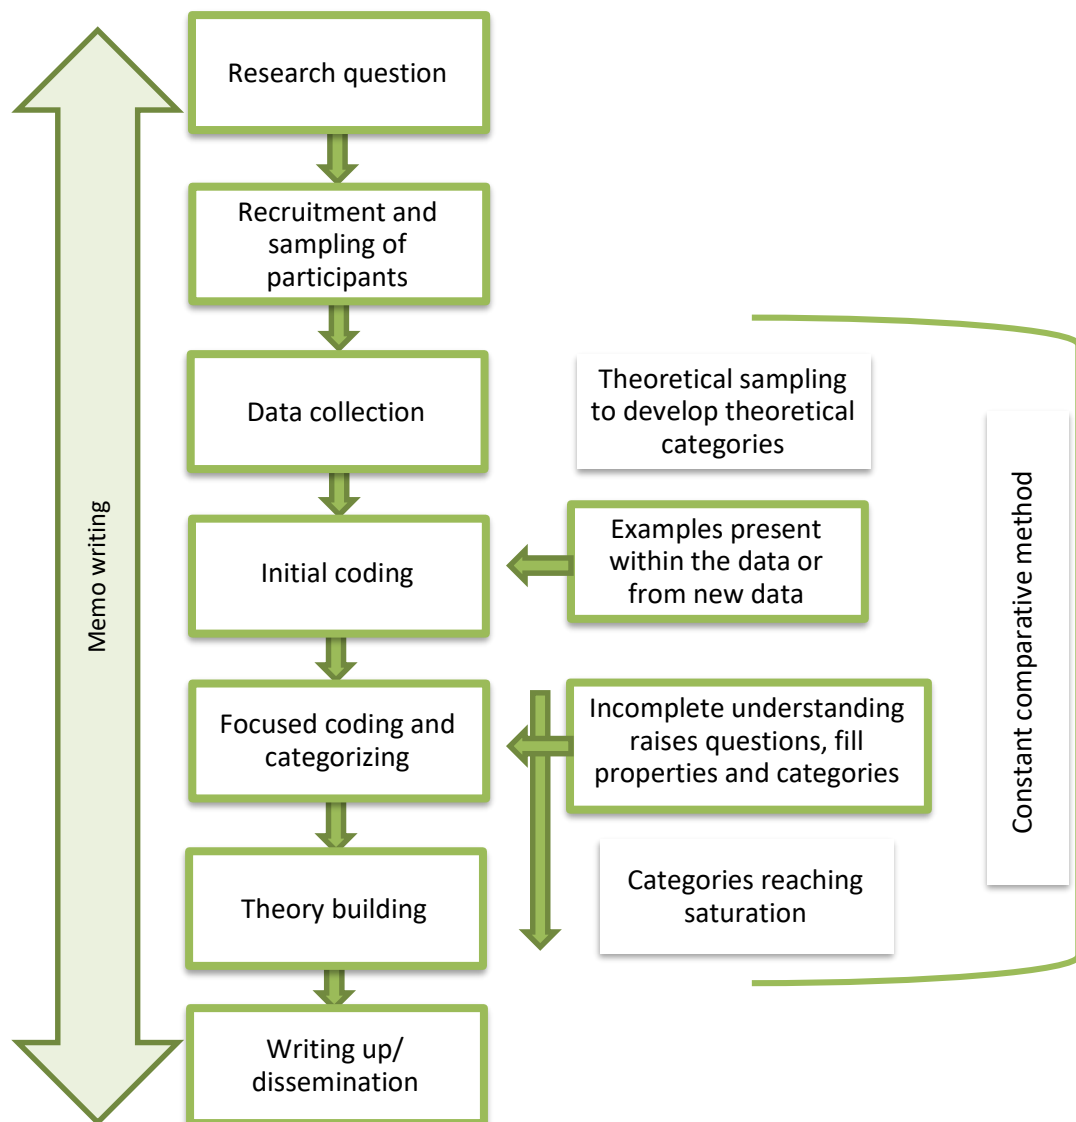 Research question
Recruitment and
sampling of
participants
Data collection
Theoretical sampling
to develop theoretical
categories
Initial coding
Examples present
within the data or
from new data
Focused coding and
categorizing
Incomplete understanding
raises questions, fill
properties and categories
Theory building
Categories reaching
saturation
Writing up/
dissemination
Memo writing
Constant comparative method